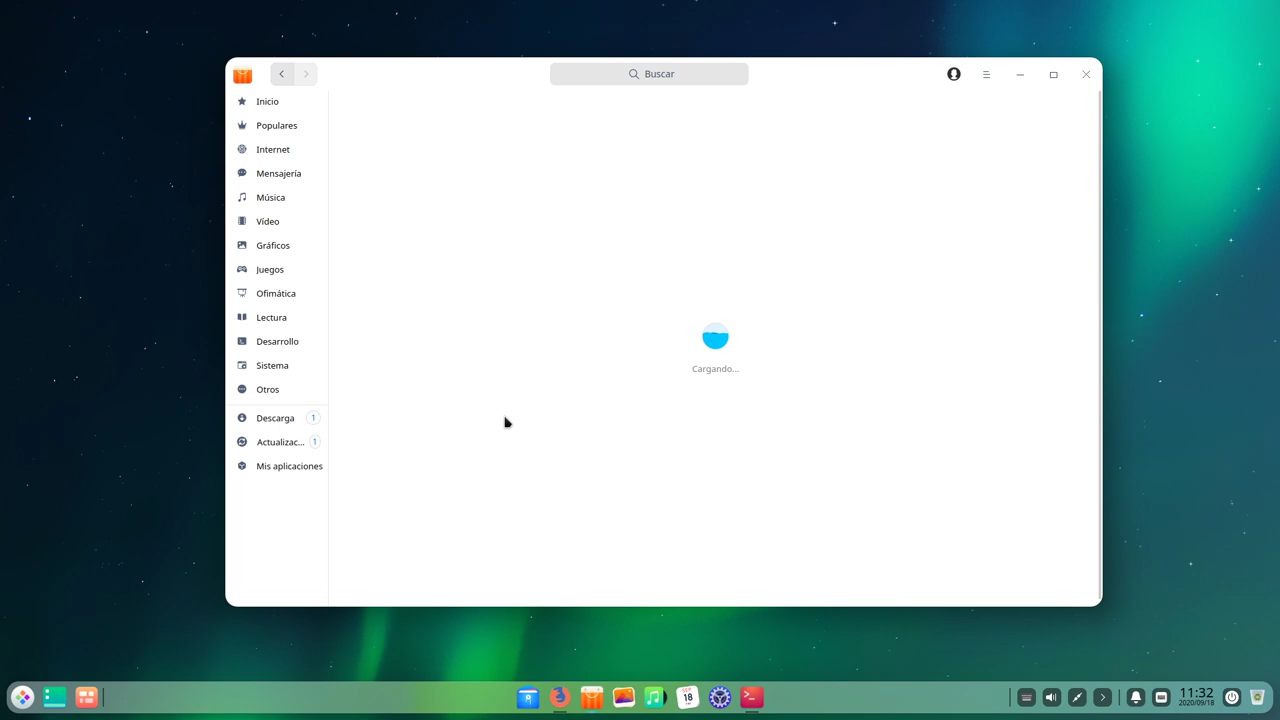 Buscar
Inicio
Populares
Internet
Mensajería
Música
Vídeo
Gráficos
Juegos
Ofimática
Lectura
Desarrollo
Sistema
Otros
Descarga 1
Actualizac... 1
Mis aplicaciones
Cargando...
SEP
18
11:32
2020/09/18